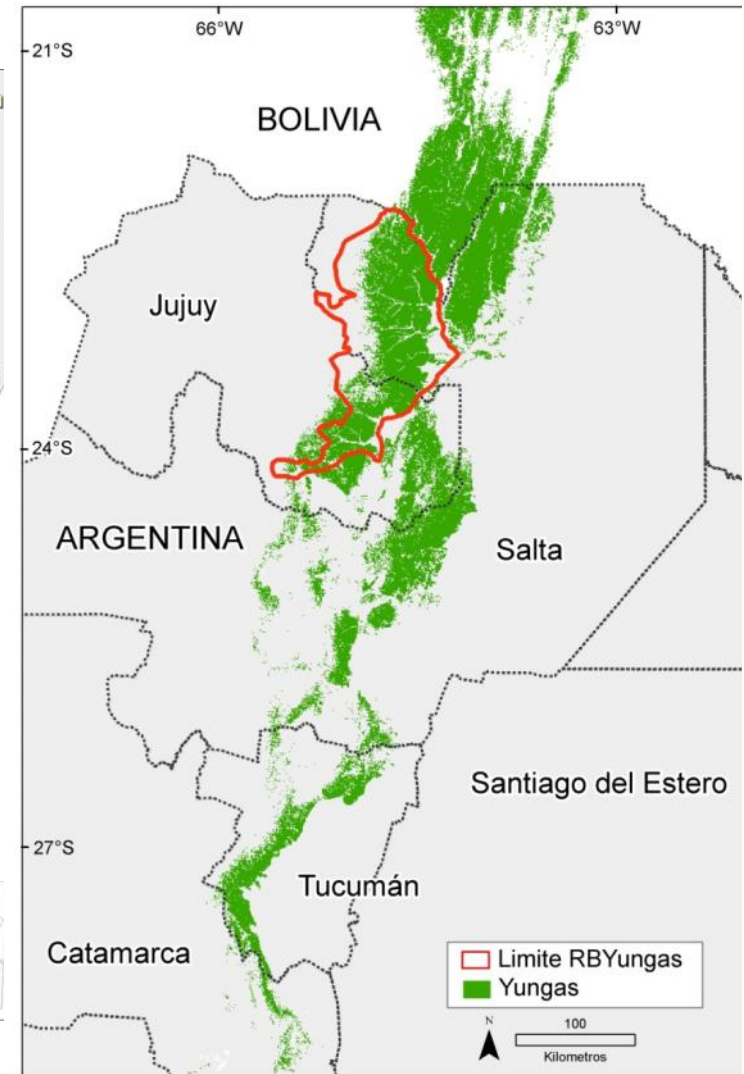 66°W
63°W
21°S
BOLIVIA
Jujuy
24°S
ARGENTINA
Salta
Santiago del Estero
27°S
Tucumán
Catamarca
Limite RBYungas
Yungas
N
100
Kilometros